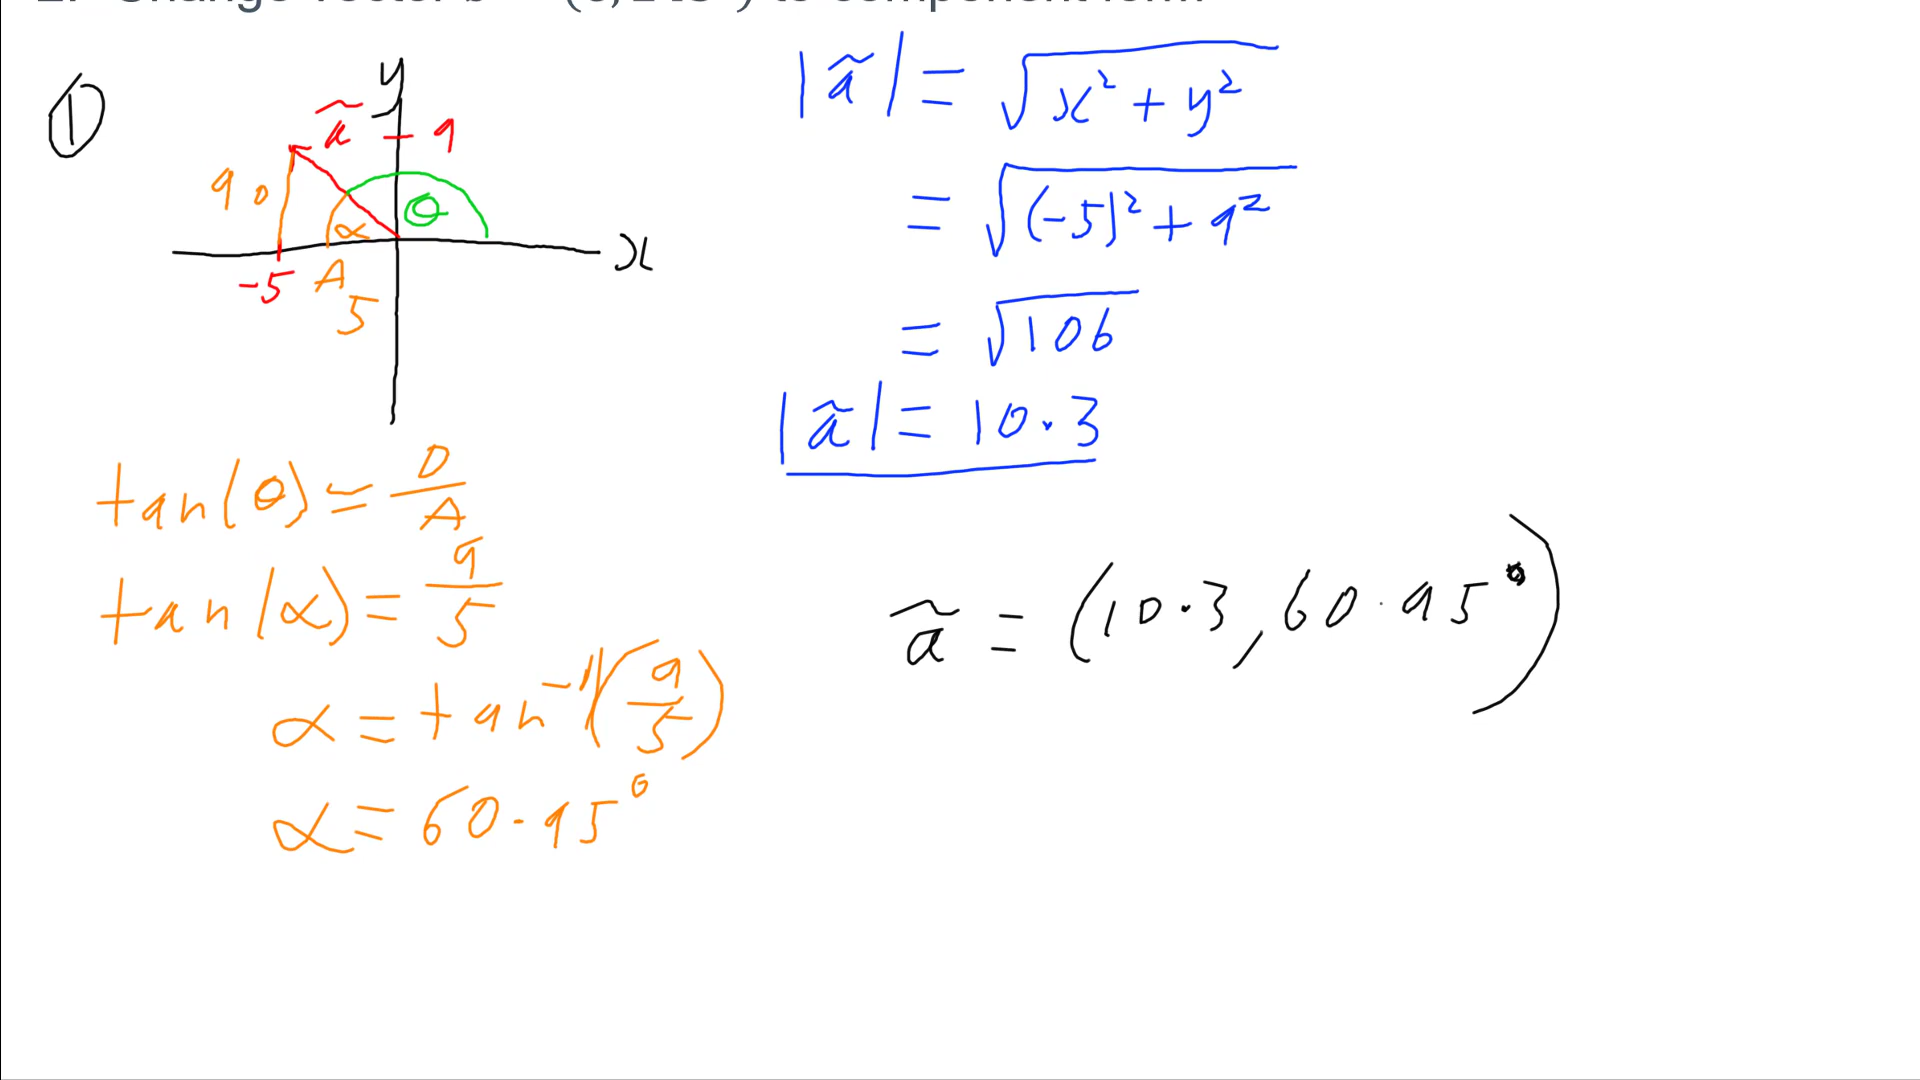 ①
y
ã
9
9 O
α
θ
x
-5
A
5
|ã| = √(x² + y²)
= √((-5)² + 9²)
= √106
|ã| = 10.3
tan(θ) = O/A
tan(α) = 9/5
α = tan⁻¹(9/5)
α = 60.95°
ã = (10.3, 60.95°)